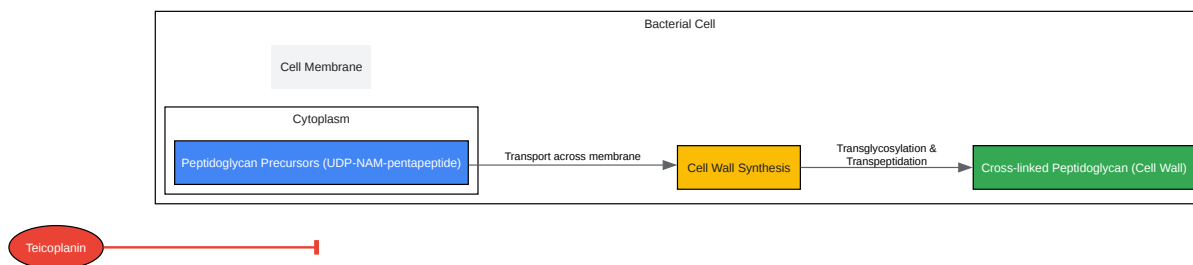 Bacterial Cell
Cell Membrane
Cytoplasm
Peptidoglycan Precursors (UDP-NAM-pentapeptide)
Transport across membrane
Cell Wall Synthesis
Transglycosylation &
Transpeptidation
Cross-linked Peptidoglycan (Cell Wall)
Teicoplanin